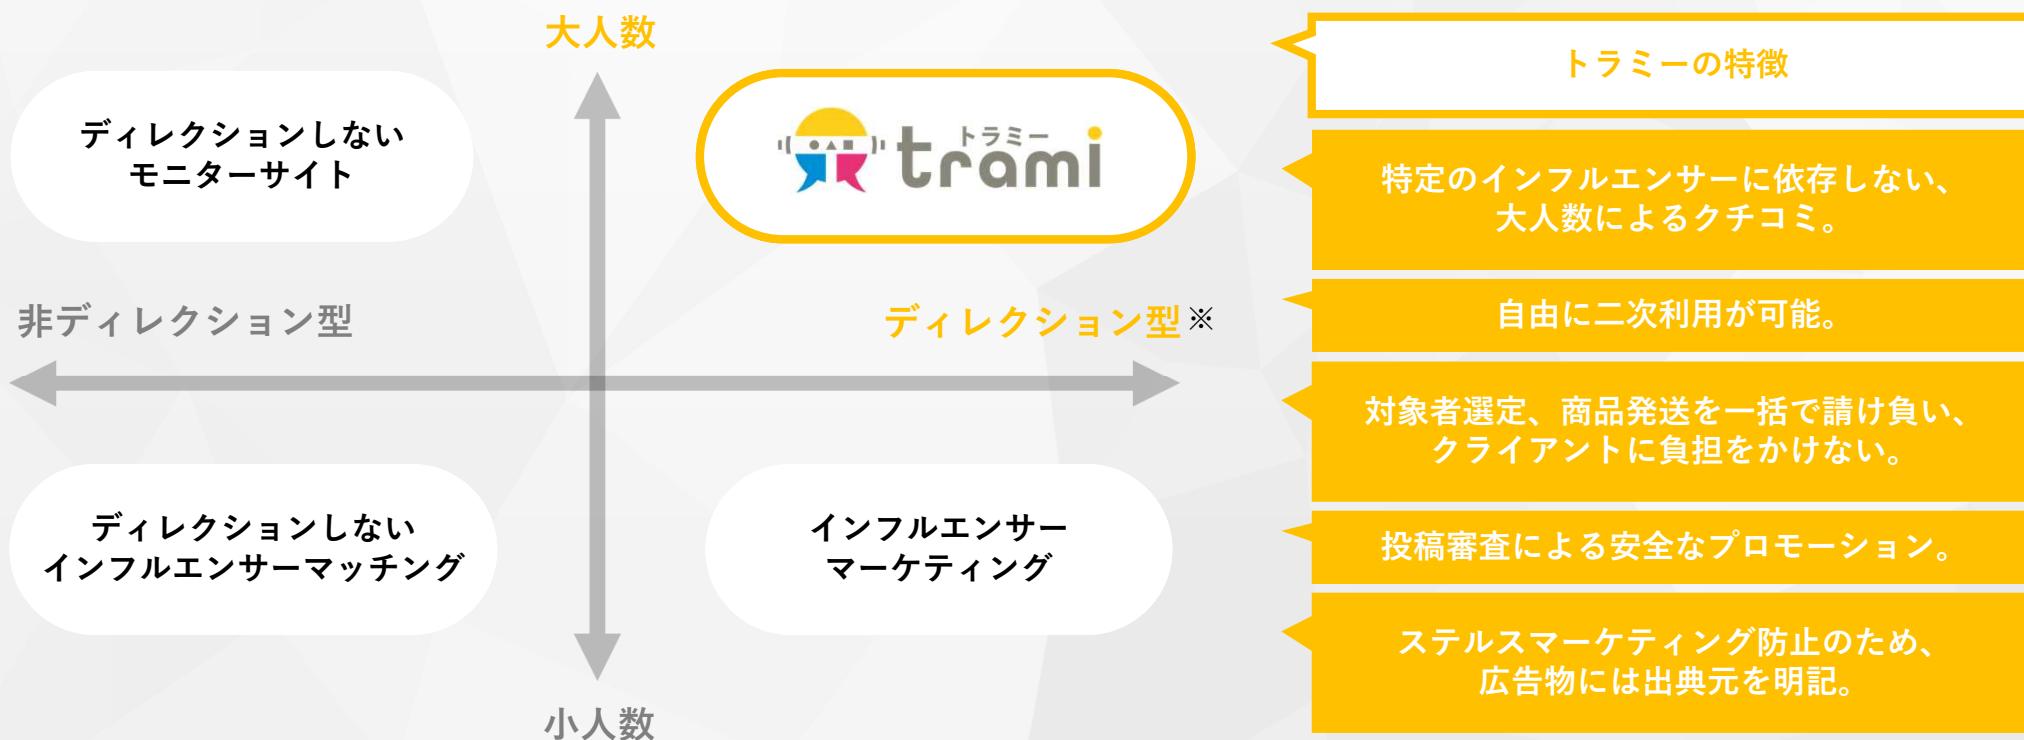 大人数
ディレクションしない
モニターサイト
トラミー
trami
非ディレクション型
ディレクション型※
ディレクションしない
インフルエンサーマッチング
インフルエンサー
マーケティング
小人数
トラミーの特徴
特定のインフルエンサーに依存しない、
大人数によるクチコミ。
自由に二次利用が可能。
対象者選定、商品発送を一括で請け負い、
クライアントに負担をかけない。
投稿審査による安全なプロモーション。
ステルスマーケティング防止のため、
広告物には出典元を明記。